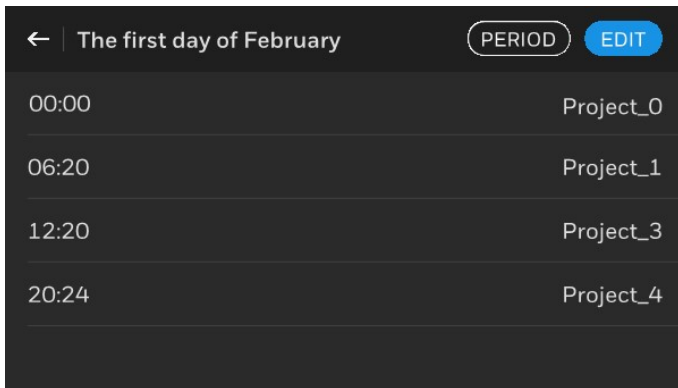 The first day of February PERIOD EDIT
00:00 Project_0
06:20 Project_1
12:20 Project_3
20:24 Project_4